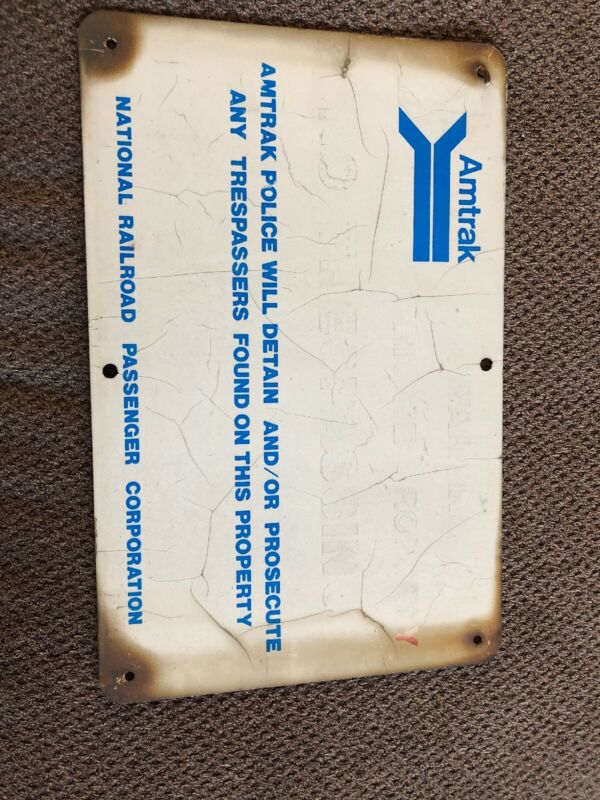 Amtrak
AMTRAK POLICE WILL DETAIN AND/OR PROSECUTE
ANY TRESPASSERS FOUND ON THIS PROPERTY
NATIONAL RAILROAD PASSENGER CORPORATION